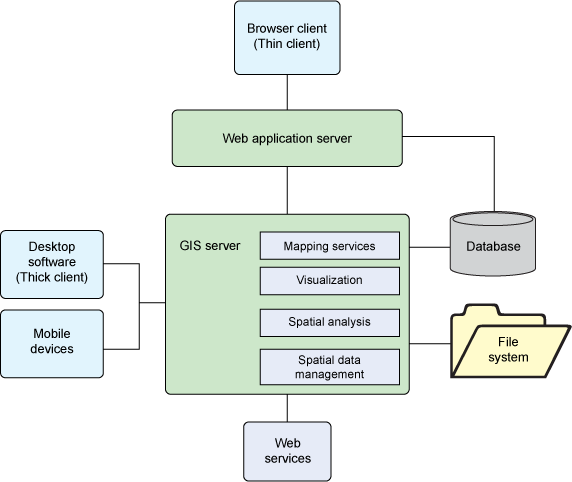 Browser client
(Thin client)
Web application server
GIS server
Mapping services
Visualization
Spatial analysis
Spatial data
management
Desktop
software
(Thick client)
Mobile
devices
Database
File
system
Web
services